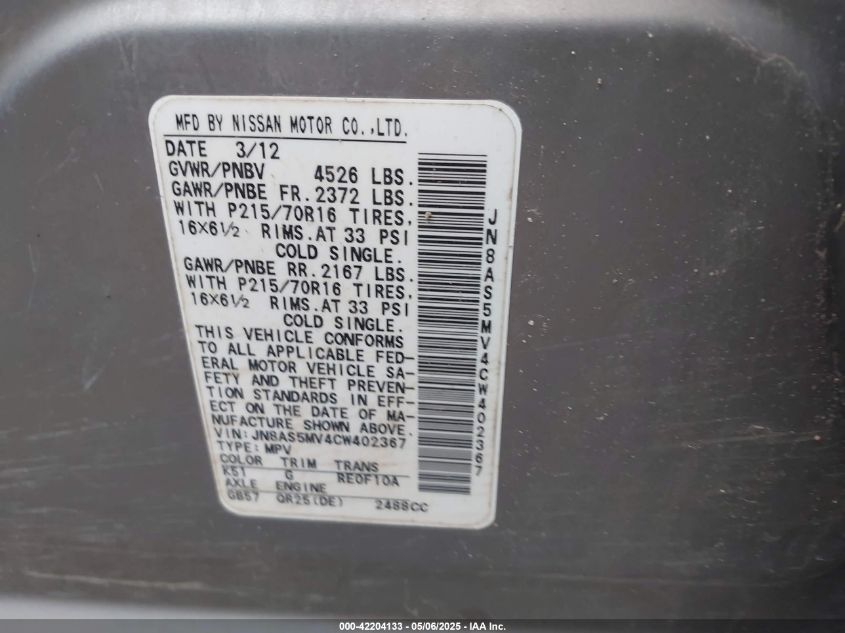 MFD BY NISSAN MOTOR CO.,LTD.
DATE 3/12
GVWR/PNBV 4526 LBS.
GAWR/PNBE FR. 2372 LBS.
WITH P215/70R16 TIRES,
16X6½ RIMS. AT 33 PSI
COLD SINGLE.
GAWR/PNBE RR. 2167 LBS.
WITH P215/70R16 TIRES,
16X6½ RIMS. AT 33 PSI
COLD SINGLE.
THIS VEHICLE CONFORMS
TO ALL APPLICABLE FED-
ERAL MOTOR VEHICLE SA-
FETY AND THEFT PREVEN-
TION STANDARDS IN EFF-
ECT ON THE DATE OF MA-
NUFACTURE SHOWN ABOVE.
VIN: JN8AS5MV4CW402367
TYPE: MPV
COLOR TRIM TRANS
K51 G RE0F10A
AXLE ENGINE
GB57 QR25(DE) 2488CC
JN8AS5MV4CW402367
000-42204133 - 05/06/2025 - IAA Inc.